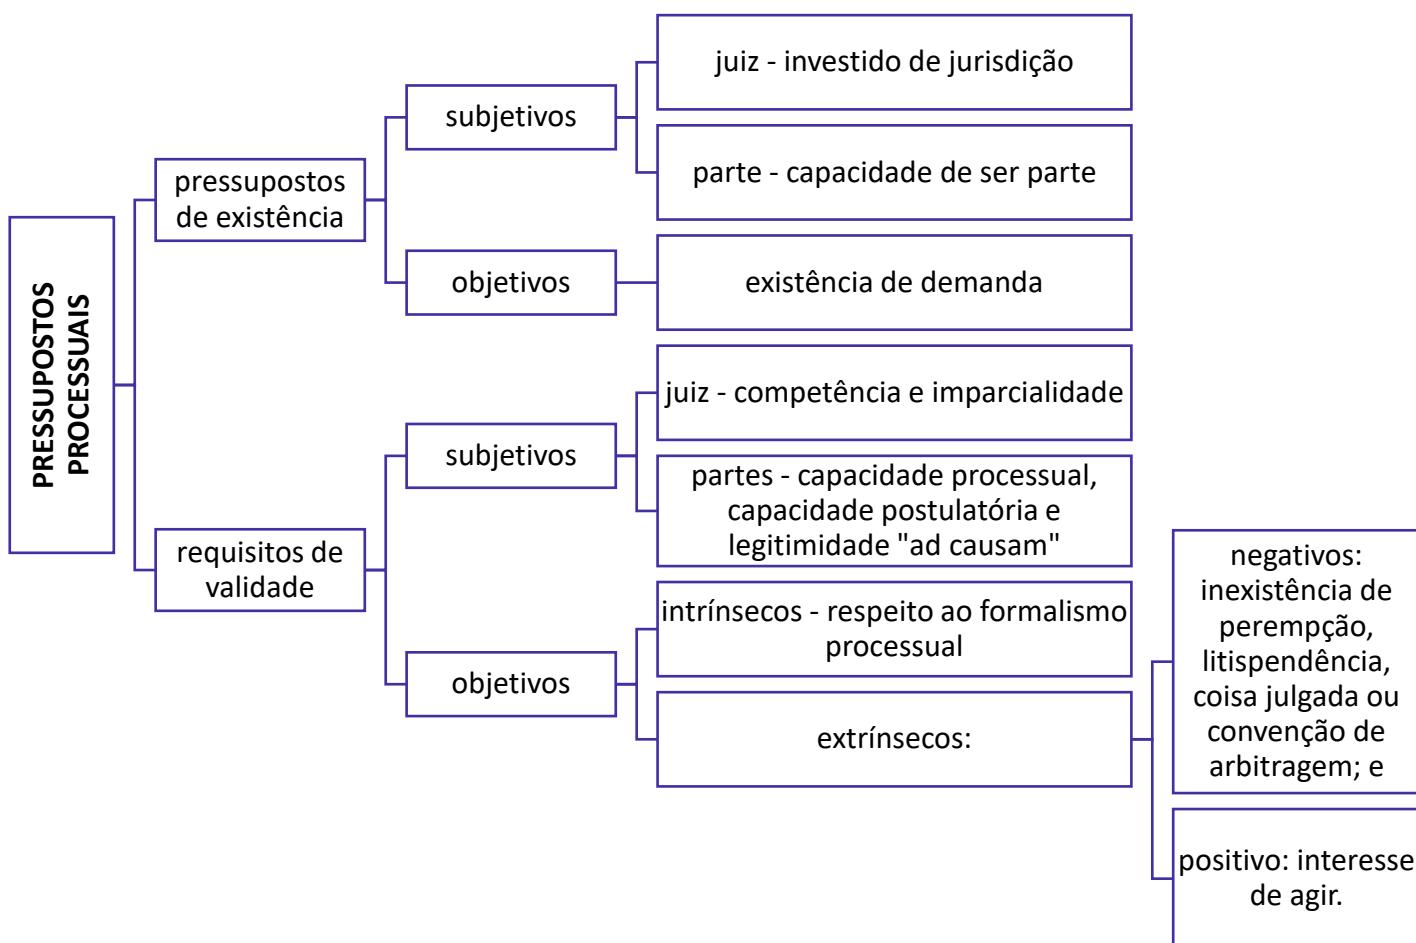 PRESSUPOSTOS
PROCESSUAIS
pressupostos
de existência
subjetivos
juiz - investido de jurisdição
parte - capacidade de ser parte
objetivos
existência de demanda
requisitos de
validade
subjetivos
juiz - competência e imparcialidade
partes - capacidade processual,
capacidade postulatória e
legitimidade "ad causam"
objetivos
intrínsecos - respeito ao formalismo
processual
extrínsecos:
negativos:
inexistência de
perempção,
litispendência,
coisa julgada ou
convenção de
arbitragem; e
positivo: interesse
de agir.